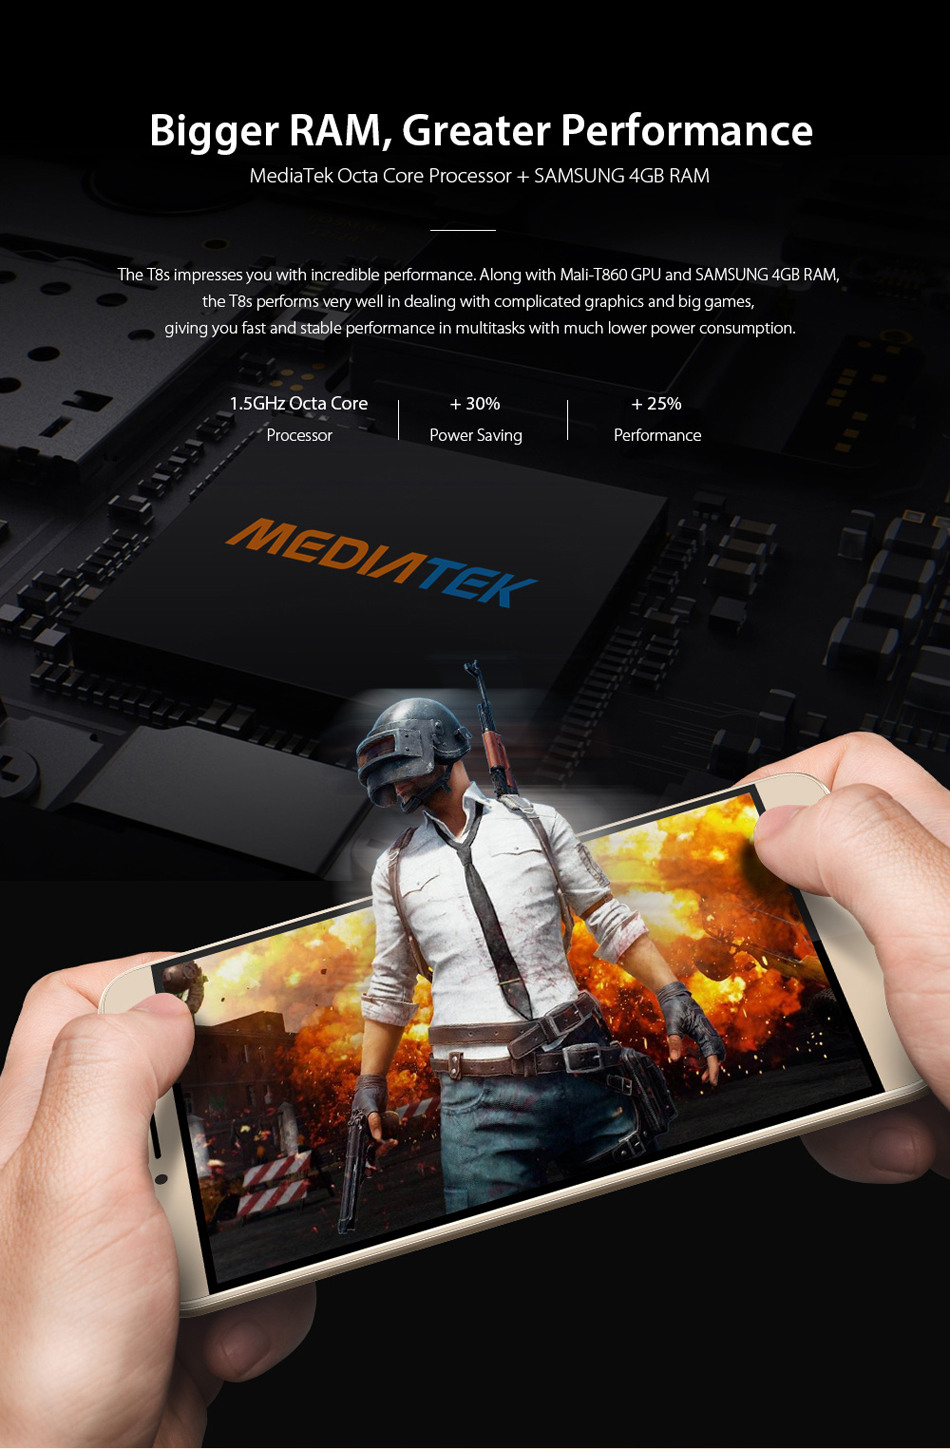 Bigger RAM, Greater Performance
MediaTek Octa Core Processor + SAMSUNG 4GB RAM
The T8s impresses you with incredible performance. Along with Mali-T860 GPU and SAMSUNG 4GB RAM,
the T8s performs very well in dealing with complicated graphics and big games,
giving you fast and stable performance in multitasks with much lower power consumption.
1.5GHz Octa Core
Processor
+ 30%
Power Saving
+ 25%
Performance
MEDIATEK